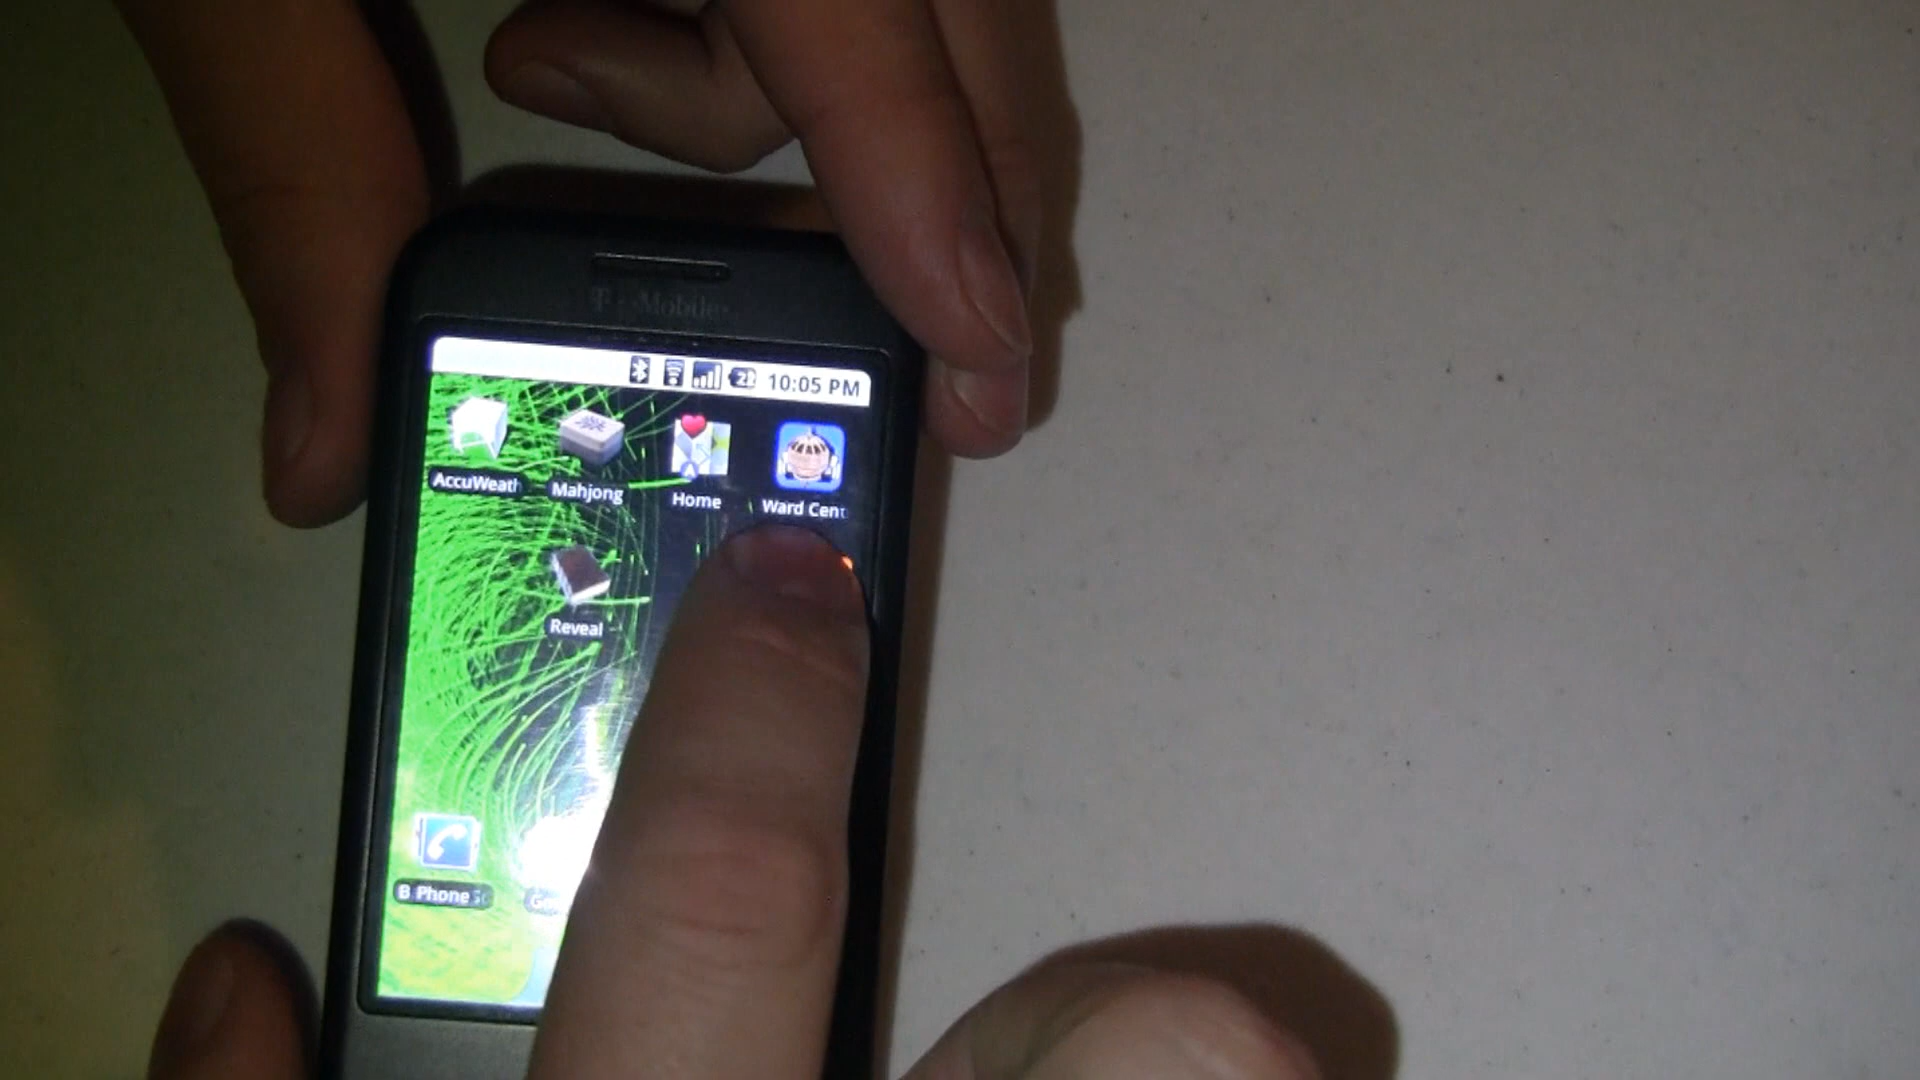 T··Mobile·
10:05 PM
AccuWeath
Mahjong
Home
Ward Cent
Reveal
B Phone